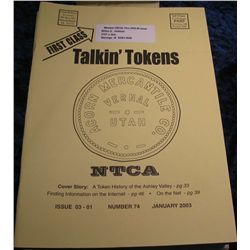 FIRST CLASS
Talkin' Tokens
ACORN MERCANTILE CO.
VERNAL
UTAH
NTCA
Cover Story: A Token History of the Ashley Valley - pg 33
Finding Information on the Internet - pg 46 • On the Net - pg 39
ISSUE 03 - 01 NUMBER 74 JANUARY 2003